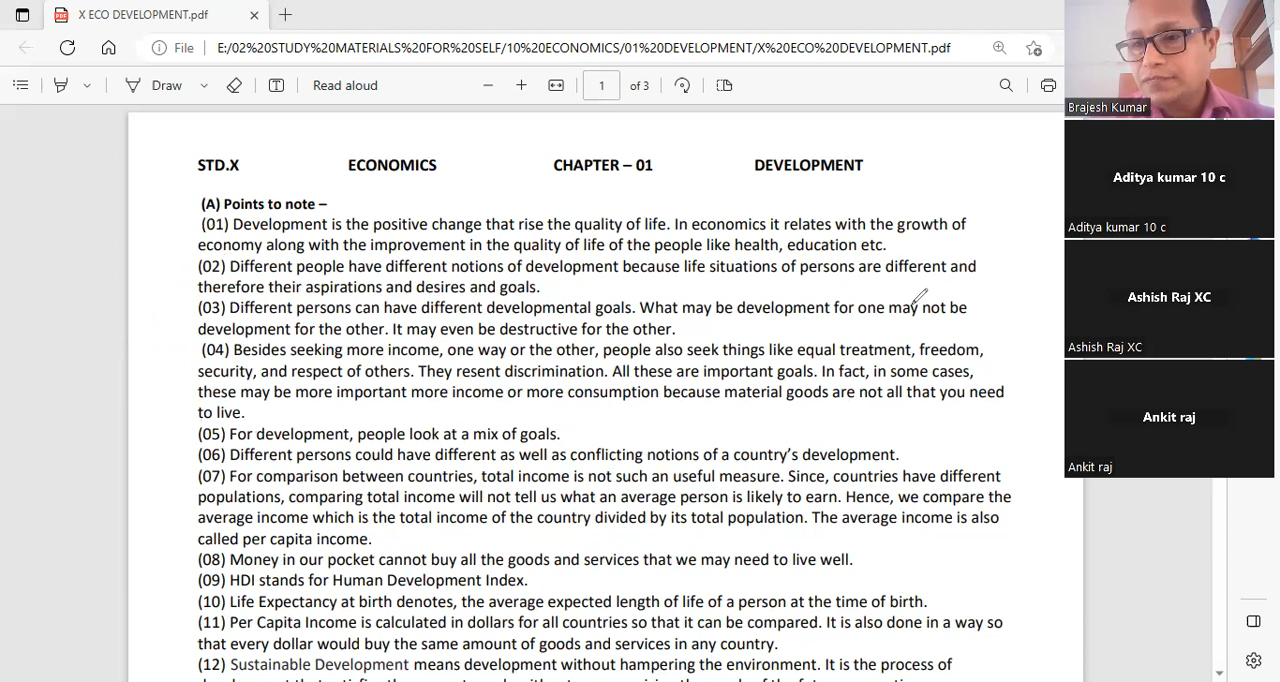 X ECO DEVELOPMENT.pdf
File E:/02%20STUDY%20MATERIALS%20FOR%20SELF/10%20ECONOMICS/01%20DEVELOPMENT/X%20ECO%20DEVELOPMENT.pdf
Draw Read aloud 1 of 3
STD.X ECONOMICS CHAPTER – 01 DEVELOPMENT
(A) Points to note –
(01) Development is the positive change that rise the quality of life. In economics it relates with the growth of
economy along with the improvement in the quality of life of the people like health, education etc.
(02) Different people have different notions of development because life situations of persons are different and
therefore their aspirations and desires and goals.
(03) Different persons can have different developmental goals. What may be development for one may not be
development for the other. It may even be destructive for the other.
(04) Besides seeking more income, one way or the other, people also seek things like equal treatment, freedom,
security, and respect of others. They resent discrimination. All these are important goals. In fact, in some cases,
these may be more important more income or more consumption because material goods are not all that you need
to live.
(05) For development, people look at a mix of goals.
(06) Different persons could have different as well as conflicting notions of a country's development.
(07) For comparison between countries, total income is not such an useful measure. Since, countries have different
populations, comparing total income will not tell us what an average person is likely to earn. Hence, we compare the
average income which is the total income of the country divided by its total population. The average income is also
called per capita income.
(08) Money in our pocket cannot buy all the goods and services that we may need to live well.
(09) HDI stands for Human Development Index.
(10) Life Expectancy at birth denotes, the average expected length of life of a person at the time of birth.
(11) Per Capita Income is calculated in dollars for all countries so that it can be compared. It is also done in a way so
that every dollar would buy the same amount of goods and services in any country.
(12) Sustainable Development means development without hampering the environment. It is the process of
Brajesh Kumar
Aditya kumar 10 c
Aditya kumar 10 c
Ashish Raj XC
Ashish Raj XC
Ankit raj
Ankit raj